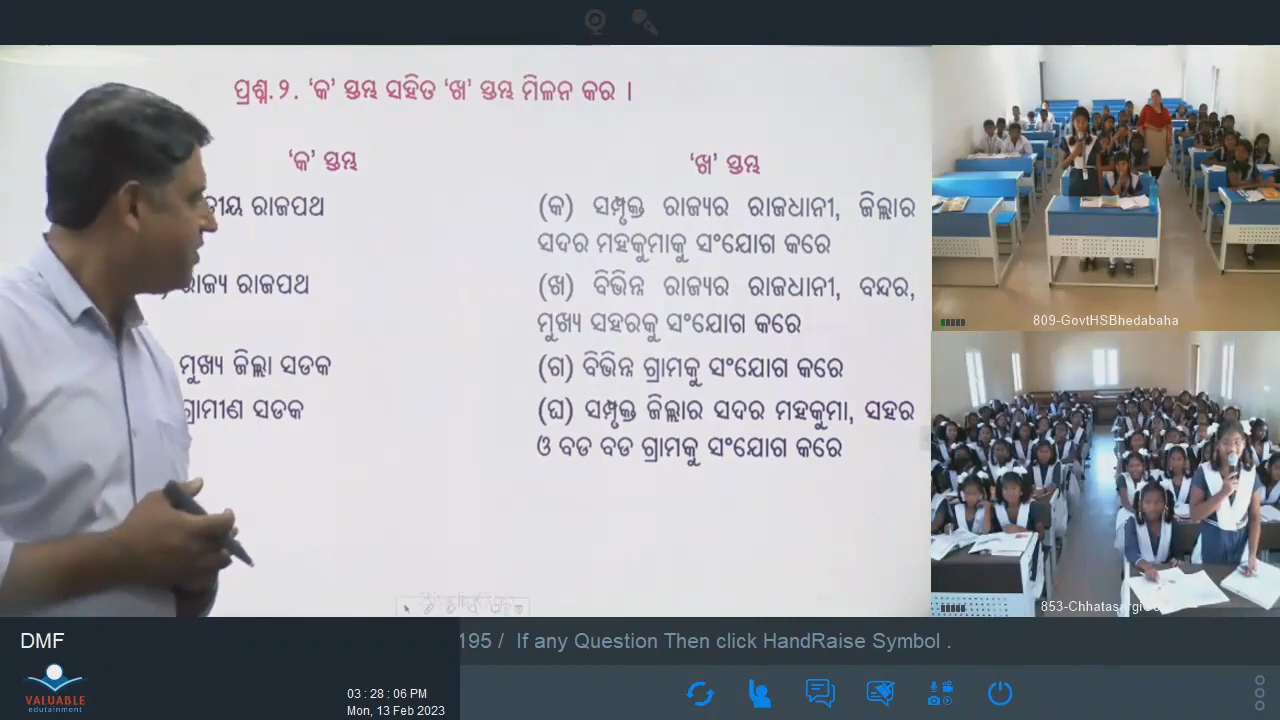 ପ୍ରଶ୍ନ.୨. ‘କ’ ସ୍ତମ୍ଭ ସହିତ ‘ଖ’ ସ୍ତମ୍ଭ ମିଳନ କର ।
‘କ’ ସ୍ତମ୍ଭ
‘ଖ’ ସ୍ତମ୍ଭ
ରାଜପଥ
ରାଜ୍ୟ ରାଜପଥ
ମୁଖ୍ୟ ଜିଲ୍ଲା ସଡକ
ଗ୍ରାମୀଣ ସଡକ
(କ) ସମ୍ପୃକ୍ତ ରାଜ୍ୟର ରାଜଧାନୀ, ଜିଲ୍ଲାର
ସଦର ମହକୁମାକୁ ସଂଯୋଗ କରେ
(ଖ) ବିଭିନ୍ନ ରାଜ୍ୟର ରାଜଧାନୀ, ବନ୍ଦର,
ମୁଖ୍ୟ ସହରକୁ ସଂଯୋଗ କରେ
(ଗ) ବିଭିନ୍ନ ଗ୍ରାମକୁ ସଂଯୋଗ କରେ
(ଘ) ସମ୍ପୃକ୍ତ ଜିଲ୍ଲାର ସଦର ମହକୁମା, ସହର
ଓ ବଡ ବଡ ଗ୍ରାମକୁ ସଂଯୋଗ କରେ
809-GovtHSBhedabaha
DMF
195 / If any Question Then click HandRaise Symbol .
VALUABLE
edutainment
03 : 28 : 06 PM
Mon, 13 Feb 2023